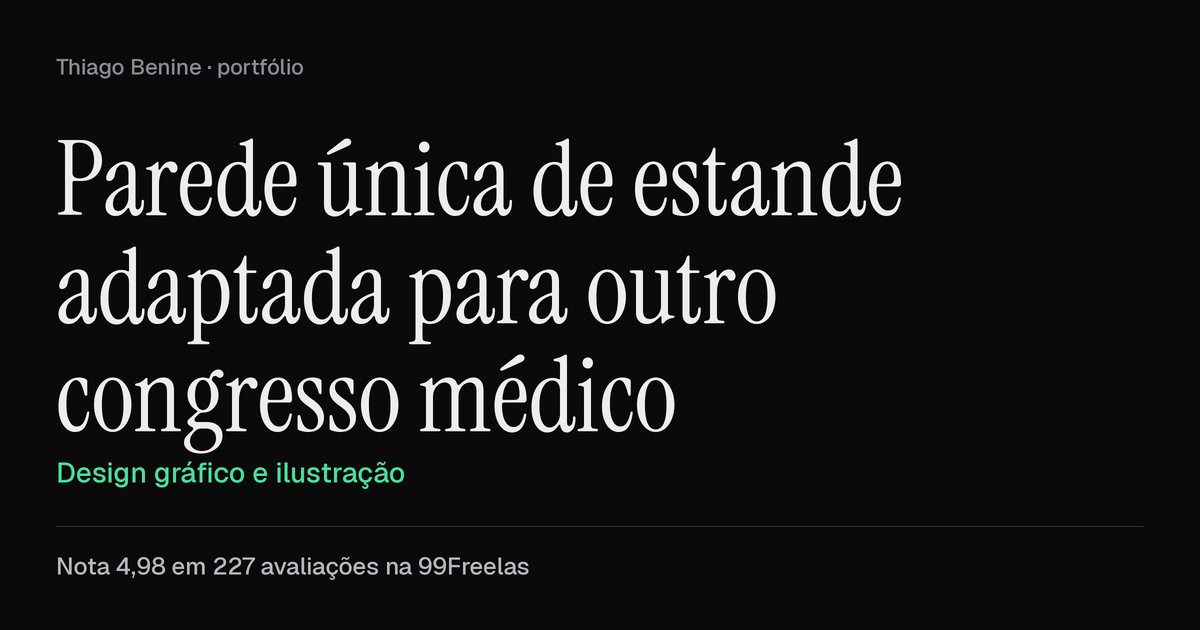 Thiago Benine · portfólio
Parede única de estande
adaptada para outro
congresso médico
Design gráfico e ilustração
Nota 4,98 em 227 avaliações na 99Freelas